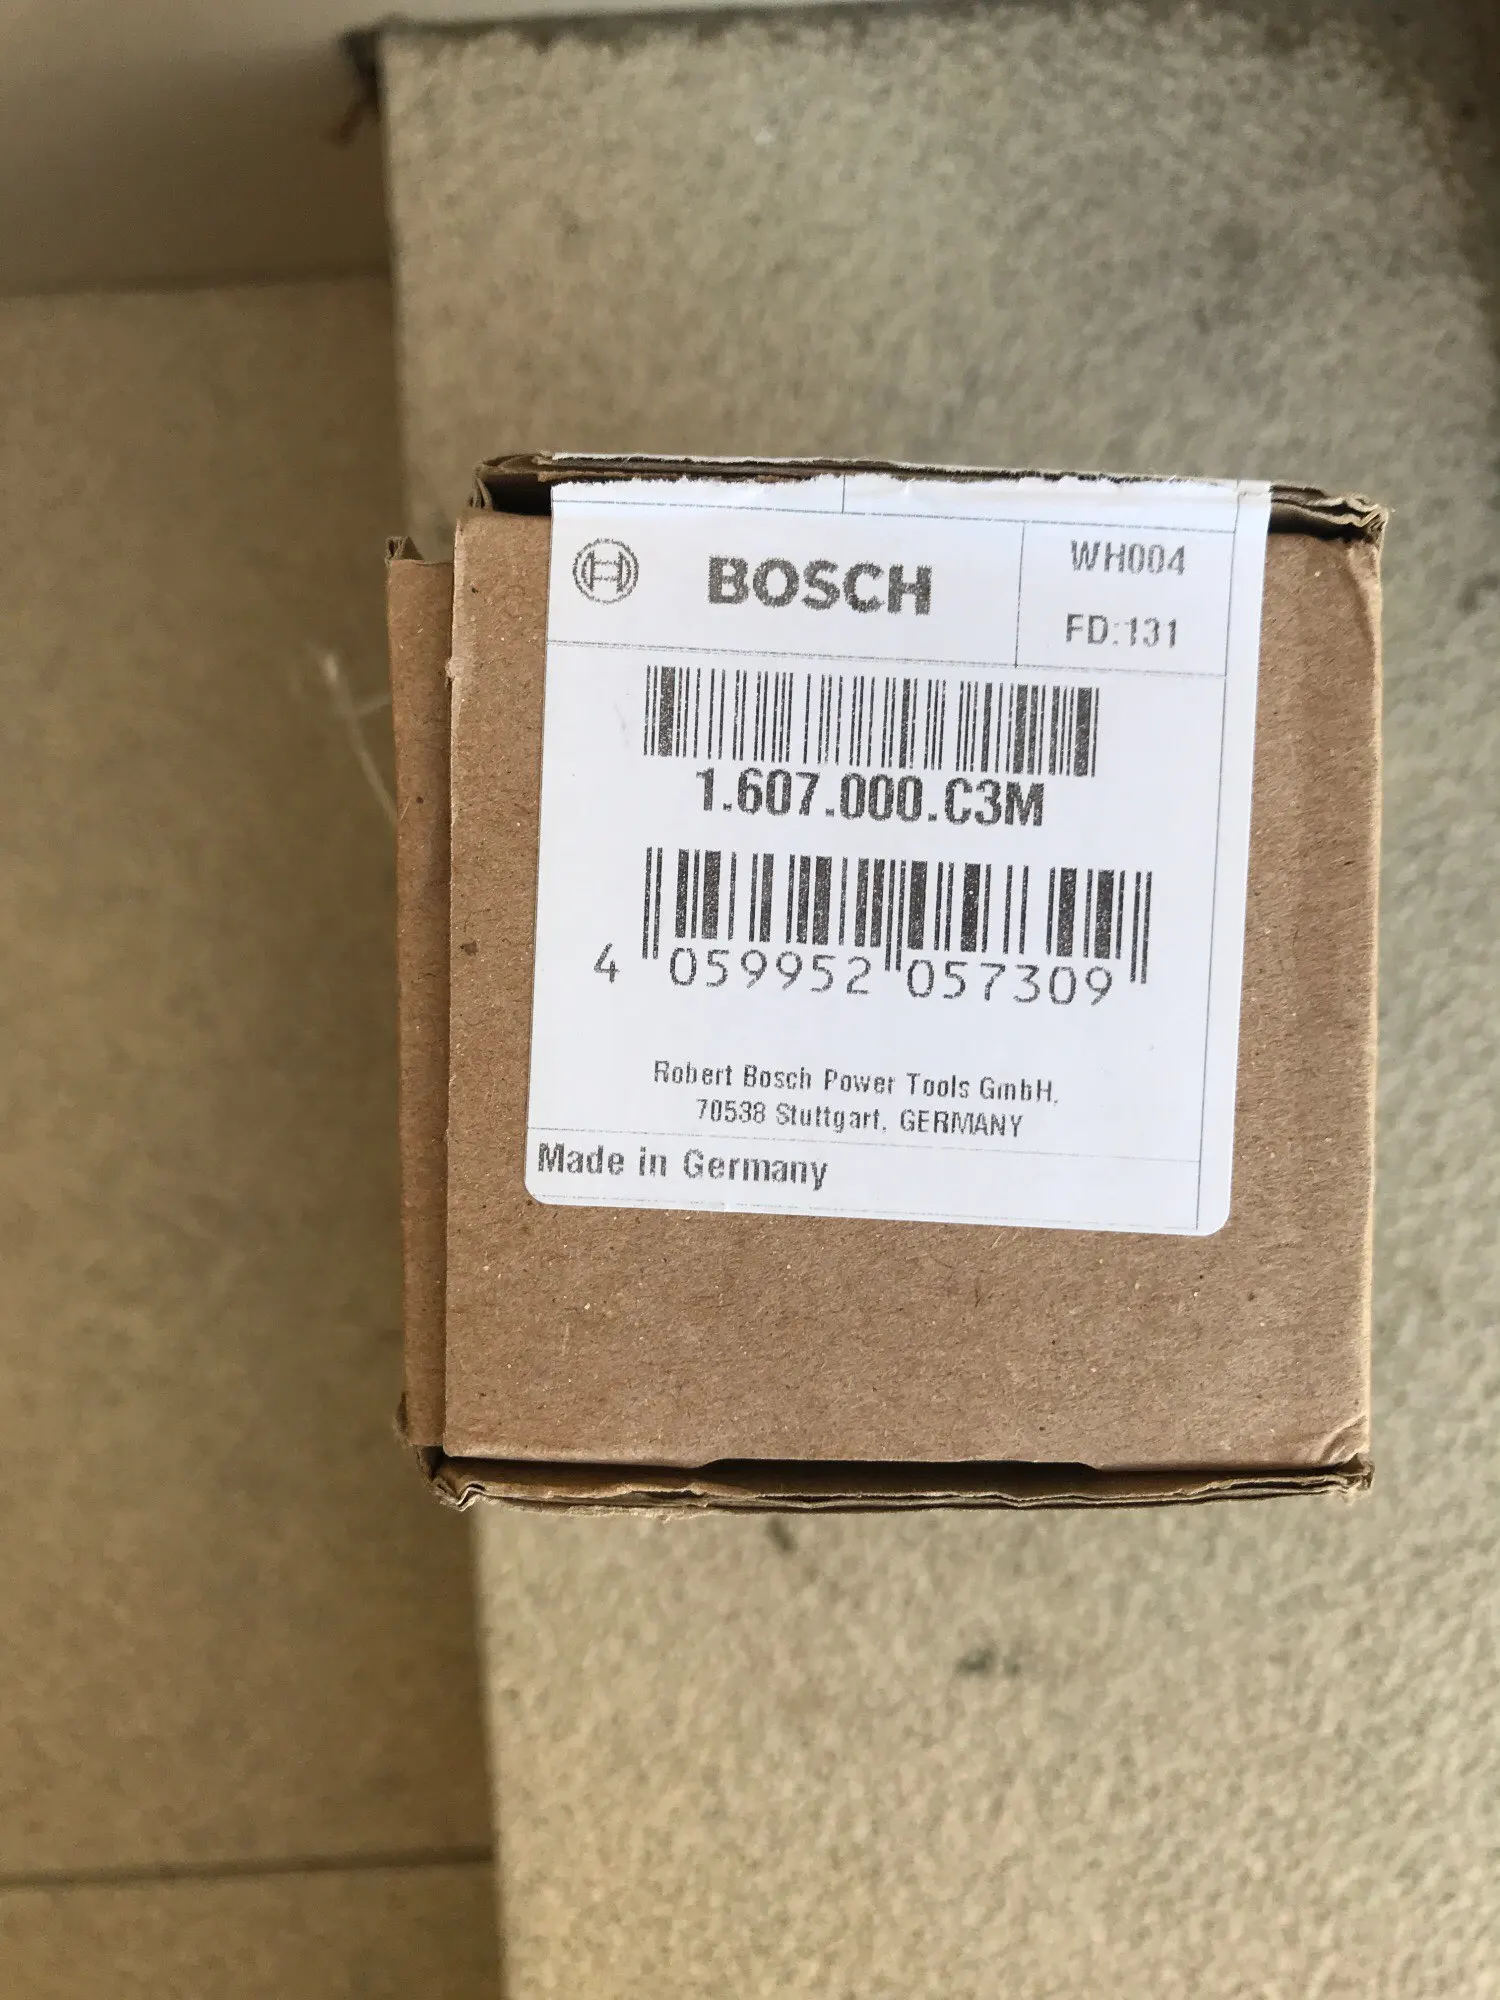 BOSCH
WH004
FD:131
1.607.000.C3M
4 059952 057309
Robert Bosch Power Tools GmbH,
70538 Stuttgart, GERMANY
Made in Germany